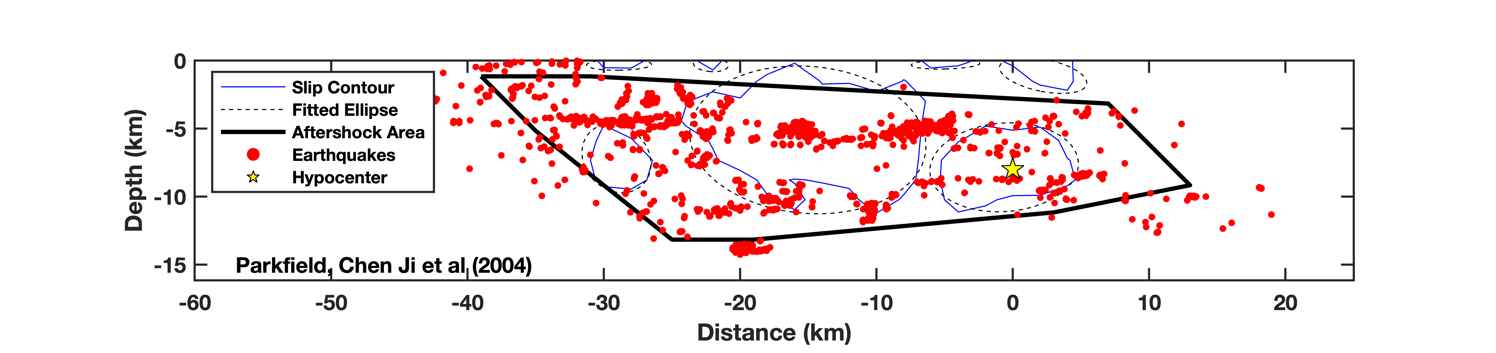 0
-5
-10
-15
Depth (km)
Slip Contour
Fitted Ellipse
Aftershock Area
Earthquakes
Hypocenter
Parkfield, Chen Ji et al (2004)
-60 -50 -40 -30 -20 -10 0 10 20
Distance (km)